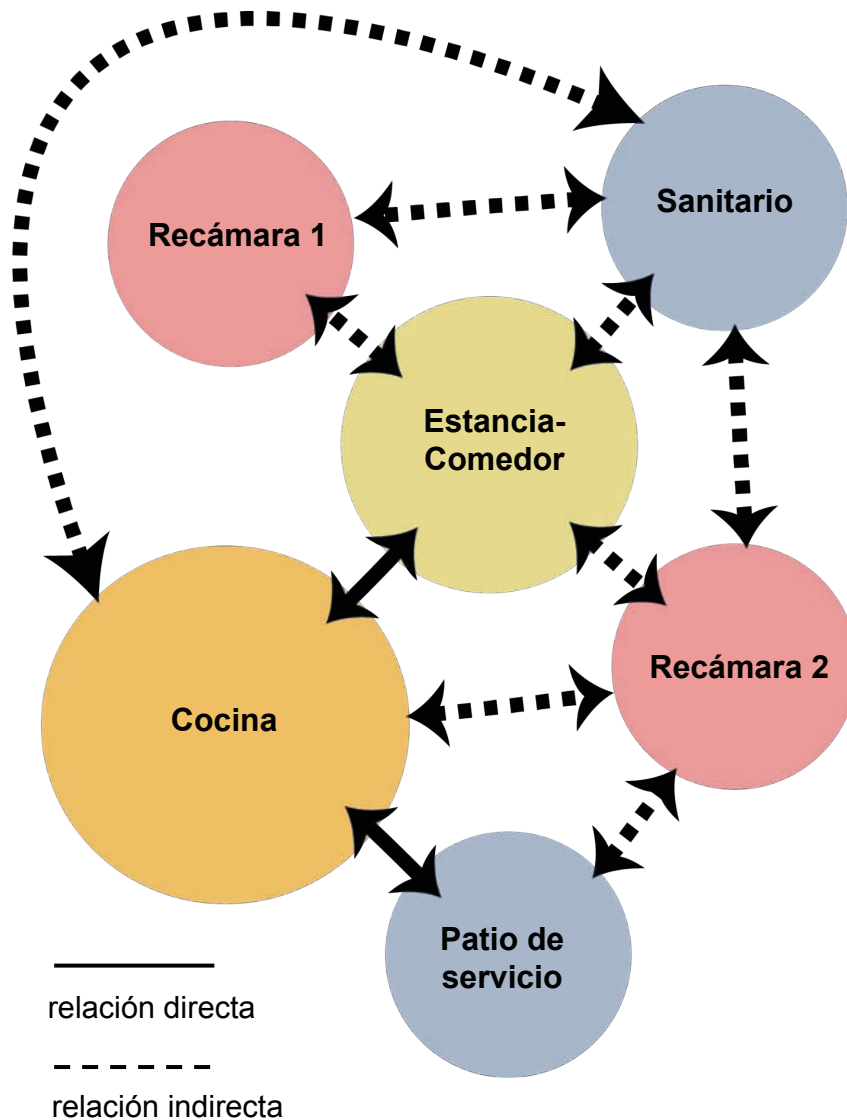 Sanitario
Recámara 1
Estancia-
Comedor
Recámara 2
Cocina
Patio de
servicio
relación directa
relación indirecta